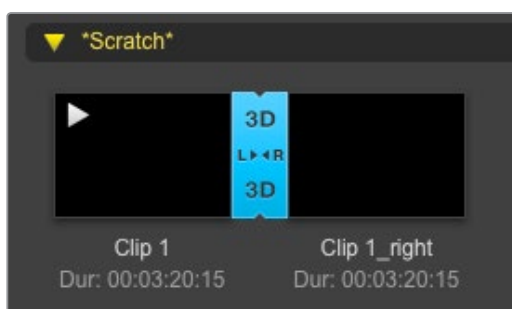 *Scratch*
3D
L R
3D
Clip 1
Clip 1_right
Dur: 00:03:20:15
Dur: 00:03:20:15